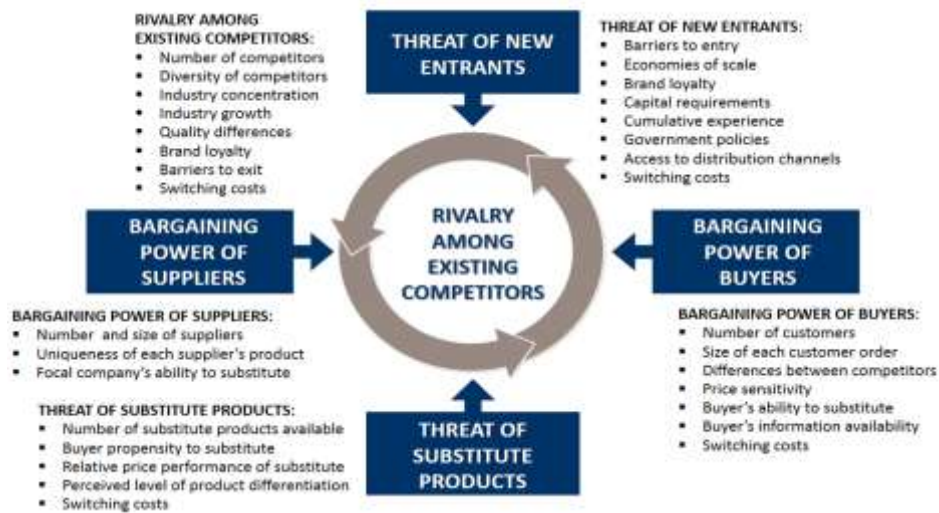 RIVALRY AMONG
EXISTING COMPETITORS:
▪ Number of competitors
▪ Diversity of competitors
▪ Industry concentration
▪ Industry growth
▪ Quality differences
▪ Brand loyalty
▪ Barriers to exit
▪ Switching costs
THREAT OF NEW
ENTRANTS
THREAT OF NEW ENTRANTS:
▪ Barriers to entry
▪ Economies of scale
▪ Brand loyalty
▪ Capital requirements
▪ Cumulative experience
▪ Government policies
▪ Access to distribution channels
▪ Switching costs
BARGAINING
POWER OF
SUPPLIERS
RIVALRY
AMONG
EXISTING
COMPETITORS
BARGAINING
POWER OF
BUYERS
BARGAINING POWER OF SUPPLIERS:
▪ Number and size of suppliers
▪ Uniqueness of each supplier's product
▪ Focal company's ability to substitute
BARGAINING POWER OF BUYERS:
▪ Number of customers
▪ Size of each customer order
▪ Differences between competitors
▪ Price sensitivity
▪ Buyer's ability to substitute
▪ Buyer's information availability
▪ Switching costs
THREAT OF SUBSTITUTE PRODUCTS:
▪ Number of substitute products available
▪ Buyer propensity to substitute
▪ Relative price performance of substitute
▪ Perceived level of product differentiation
▪ Switching costs
THREAT OF
SUBSTITUTE
PRODUCTS